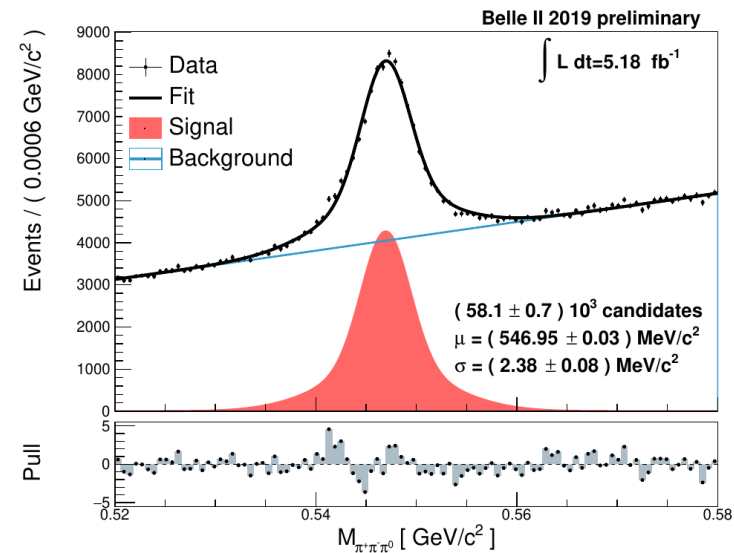 Belle II 2019 preliminary
∫ L dt=5.18 fb⁻¹
Data
Fit
Signal
Background
Events / ( 0.0006 GeV/c² )
9000
8000
7000
6000
5000
4000
3000
2000
1000
0
( 58.1 ± 0.7 ) 10³ candidates
μ = ( 546.95 ± 0.03 ) MeV/c²
σ = ( 2.38 ± 0.08 ) MeV/c²
Pull
5
0
−5
0.52 0.54 0.56 0.58
M_π⁺π⁻π⁰ [ GeV/c² ]